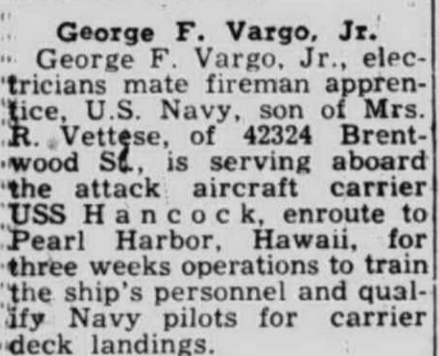 George F. Vargo, Jr.
George F. Vargo, Jr., elec-
tricians mate fireman appren-
tice, U.S. Navy, son of Mrs.
R. Vettese, of 42324 Brent-
wood St., is serving aboard
the attack aircraft carrier
USS Hancock, enroute to
Pearl Harbor, Hawaii, for
three weeks operations to train
the ship's personnel and qual-
ify Navy pilots for carrier
deck landings.